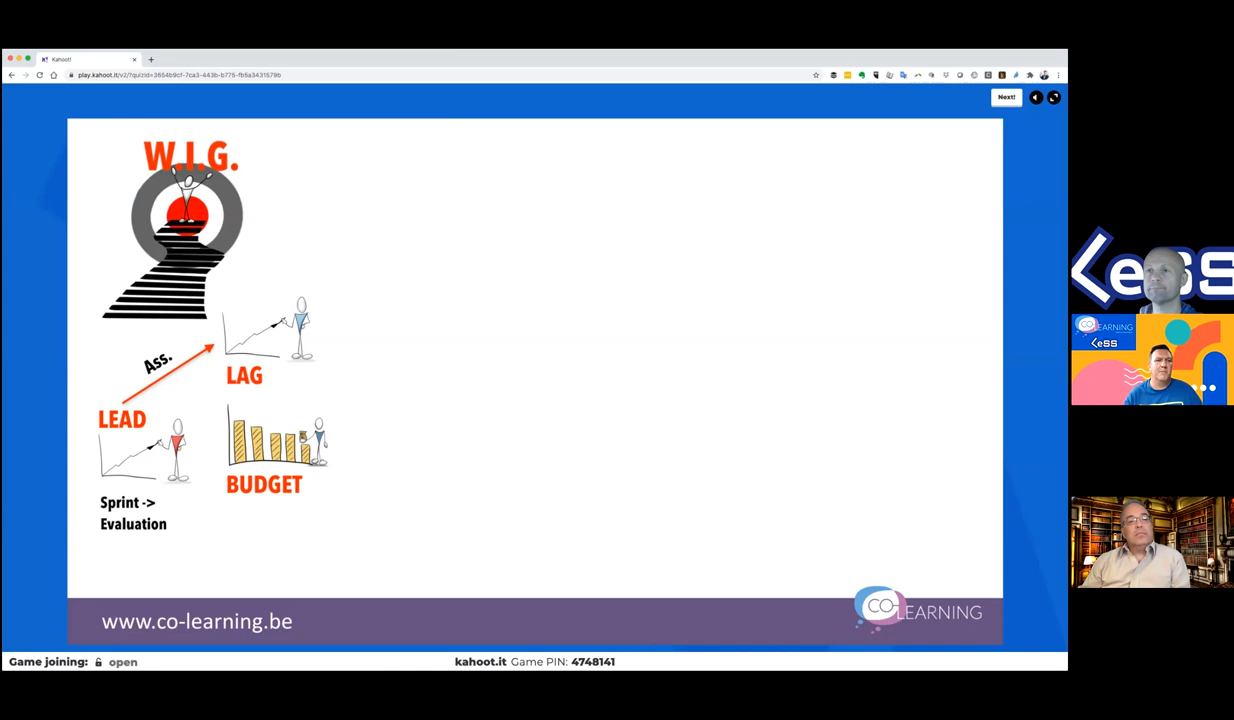 Kahoot!
play.kahoot.it/v2/?quizid=3654b9cf-7ca3-443b-b775-fb5a3431579b
Next!
W.I.G.
Ass.
LAG
LEAD
BUDGET
Sprint ->
Evaluation
www.co-learning.be
CO-LEARNING
Game joining: open
kahoot.it Game PIN: 4748141
LeSS
CO-LEARNING
LeSS